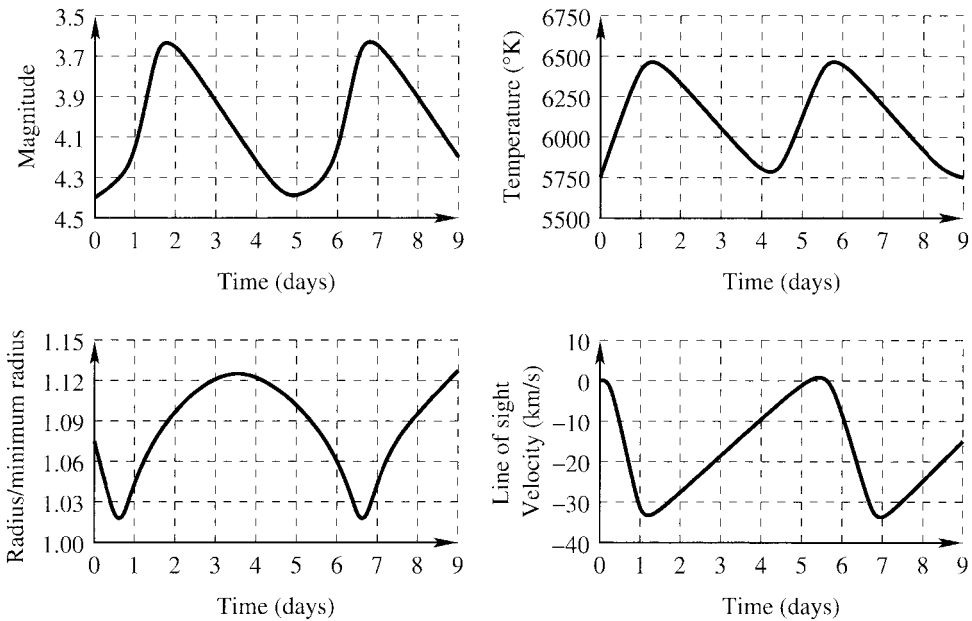 Magnitude
3.5
3.7
3.9
4.1
4.3
4.5
0 1 2 3 4 5 6 7 8 9
Time (days)
Temperature (°K)
6750
6500
6250
6000
5750
5500
0 1 2 3 4 5 6 7 8 9
Time (days)
Radius/minimum radius
1.15
1.12
1.09
1.06
1.03
1.00
0 1 2 3 4 5 6 7 8 9
Time (days)
Line of sight
Velocity (km/s)
10
0
−10
−20
−30
−40
0 1 2 3 4 5 6 7 8 9
Time (days)